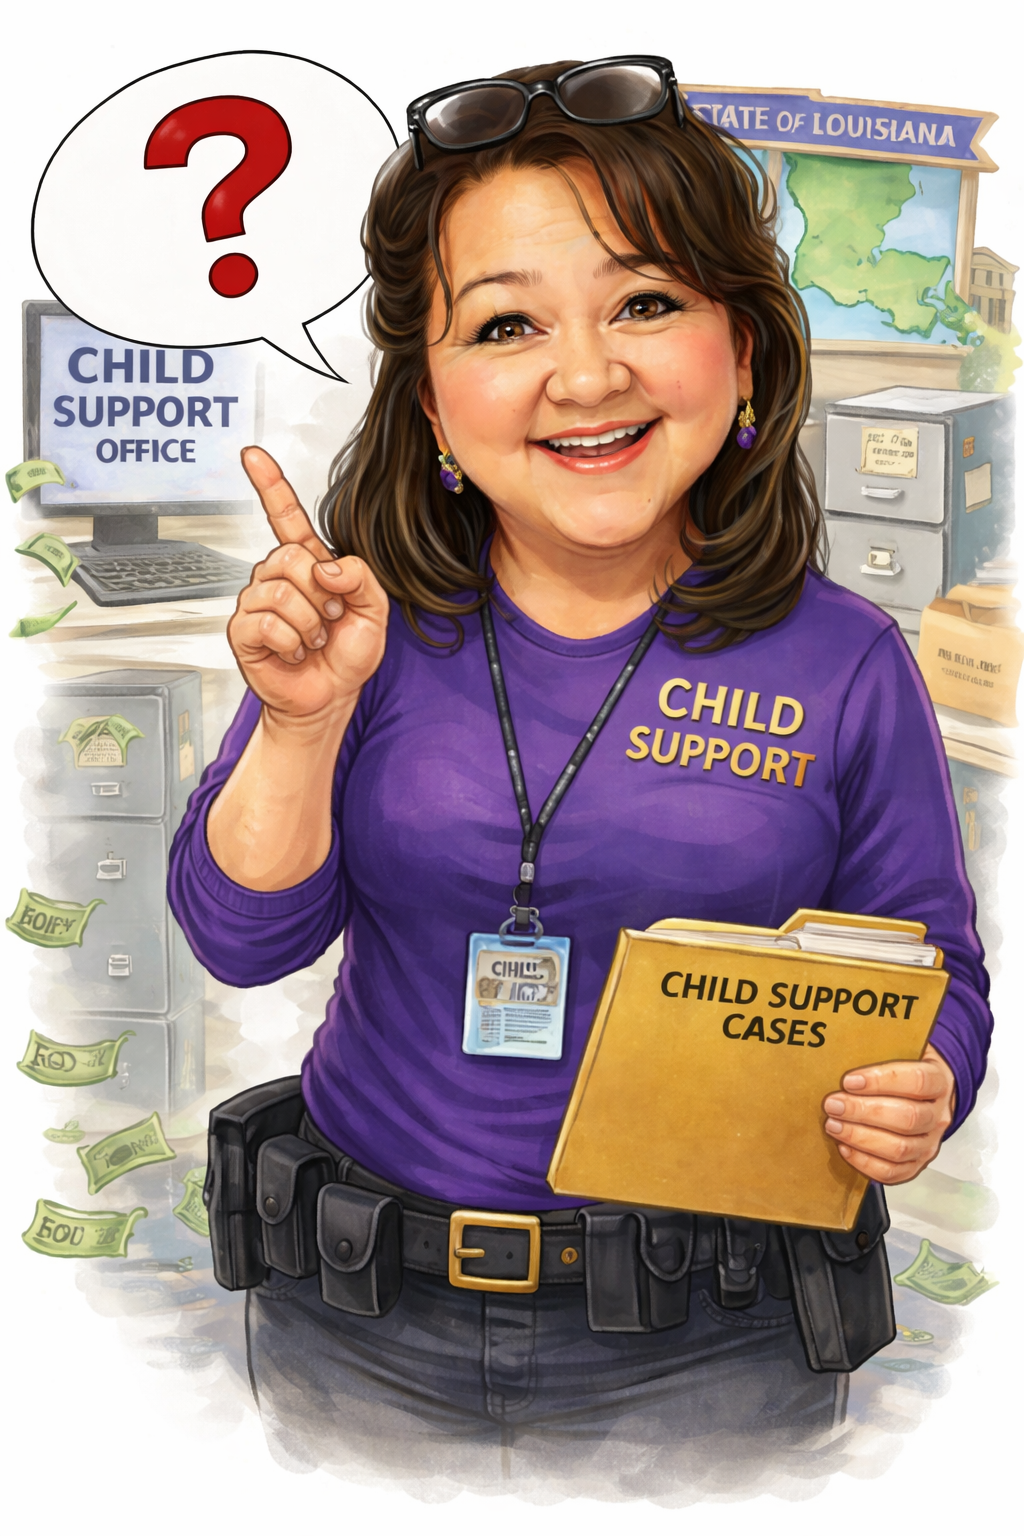 ?
STATE OF LOUISIANA
CHILD
SUPPORT
OFFICE
CHILD
SUPPORT
CHILD SUPPORT
CASES